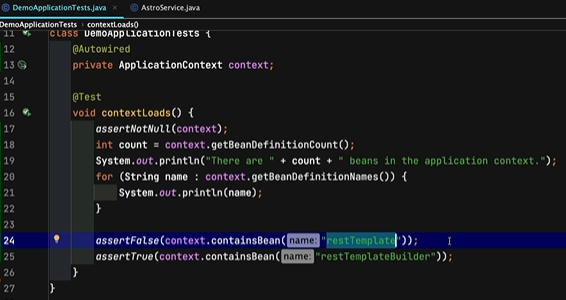 DemoApplicationTests.java × AstroService.java
DemoApplicationTests › contextLoads()
11 class DemoApplicationTests {
12 @Autowired
13 private ApplicationContext context;
14
15 @Test
16 void contextLoads() {
17 assertNotNull(context);
18 int count = context.getBeanDefinitionCount();
19 System.out.println("There are " + count + " beans in the application context.");
20 for (String name : context.getBeanDefinitionNames()) {
21 System.out.println(name);
22 }
23
24 assertFalse(context.containsBean( name: "restTemplate"));
25 assertTrue(context.containsBean( name: "restTemplateBuilder"));
26 }
27 }